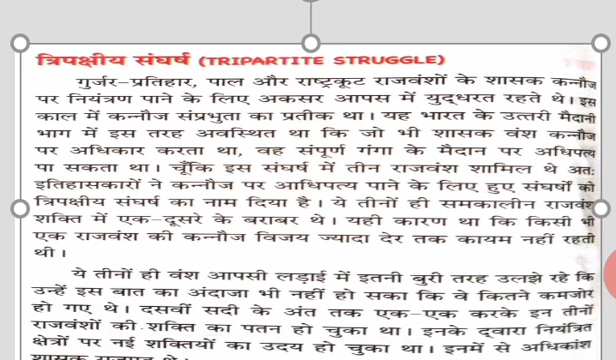 त्रिपक्षीय संघर्ष (TRIPARTITE STRUGGLE)
गुर्जर-प्रतिहार, पाल और राष्ट्रकूट राजवंशों के शासक कन्नौज
पर नियंत्रण पाने के लिए अकसर आपस में युद्धरत रहते थे। इस
काल में कन्नौज संप्रभुता का प्रतीक था। यह भारत के उत्तरी मैदानी
भाग में इस तरह अवस्थित था कि जो भी शासक वंश कन्नौज
पर अधिकार करता था, वह संपूर्ण गंगा के मैदान पर अधिपत्य
पा सकता था। चूँकि इस संघर्ष में तीन राजवंश शामिल थे अतः
इतिहासकारों ने कन्नौज पर आधिपत्य पाने के लिए हुए संघर्षों को
त्रिपक्षीय संघर्ष का नाम दिया है। ये तीनों ही समकालीन राजवंश
शक्ति में एक-दूसरे के बराबर थे। यही कारण था कि किसी भी
एक राजवंश की कन्नौज विजय ज्यादा देर तक कायम नहीं रहती
थी।
ये तीनों ही वंश आपसी लड़ाई में इतनी बुरी तरह उलझे रहे कि
उन्हें इस बात का अंदाजा भी नहीं हो सका कि वे कितने कमजोर
हो गए थे। दसवीं सदी के अंत तक एक-एक करके इन तीनों
राजवंशों की शक्ति का पतन हो चुका था। इनके द्वारा नियंत्रित
क्षेत्रों पर नई शक्तियों का उदय हो चुका था। इनमें से अधिकांश
शासक राजपूत थे।